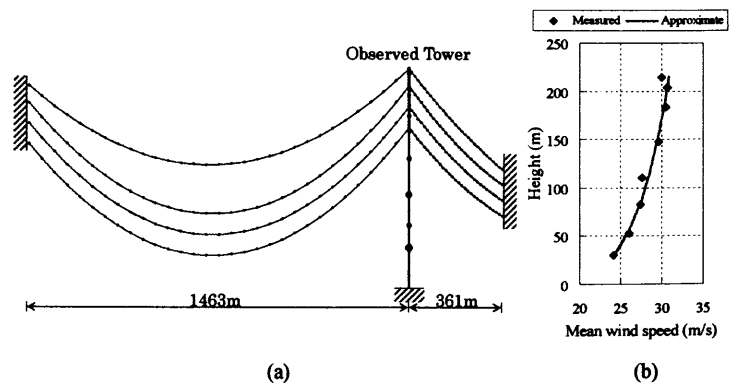 Measured Approximate
Observed Tower
1463m
361m
(a)
Height (m)
250
200
150
100
50
0
20 25 30 35
Mean wind speed (m/s)
(b)